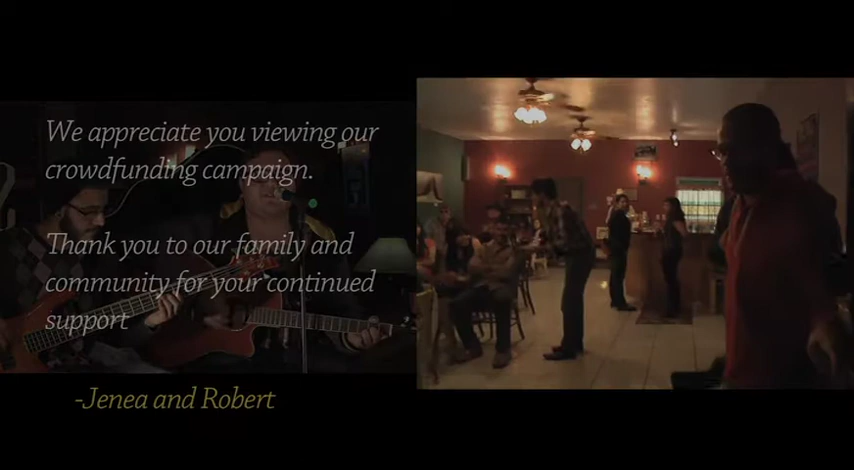 We appreciate you viewing our
crowdfunding campaign.
Thank you to our family and
community for your continued
support
-Jenea and Robert